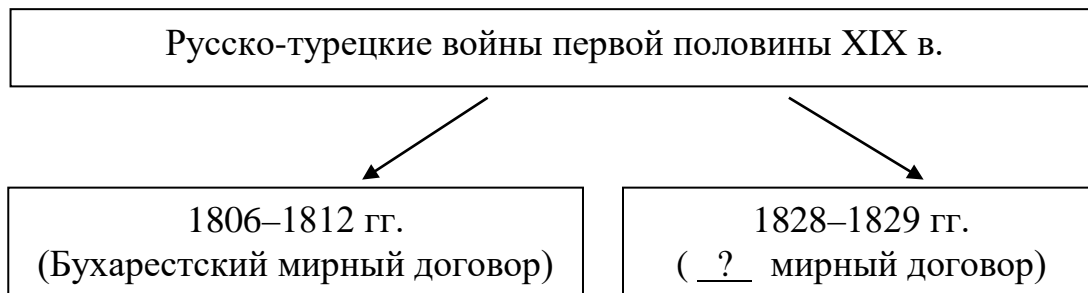 Русско-турецкие войны первой половины XIX в.
1806–1812 гг.
(Бухарестский мирный договор)
1828–1829 гг.
( ? мирный договор)